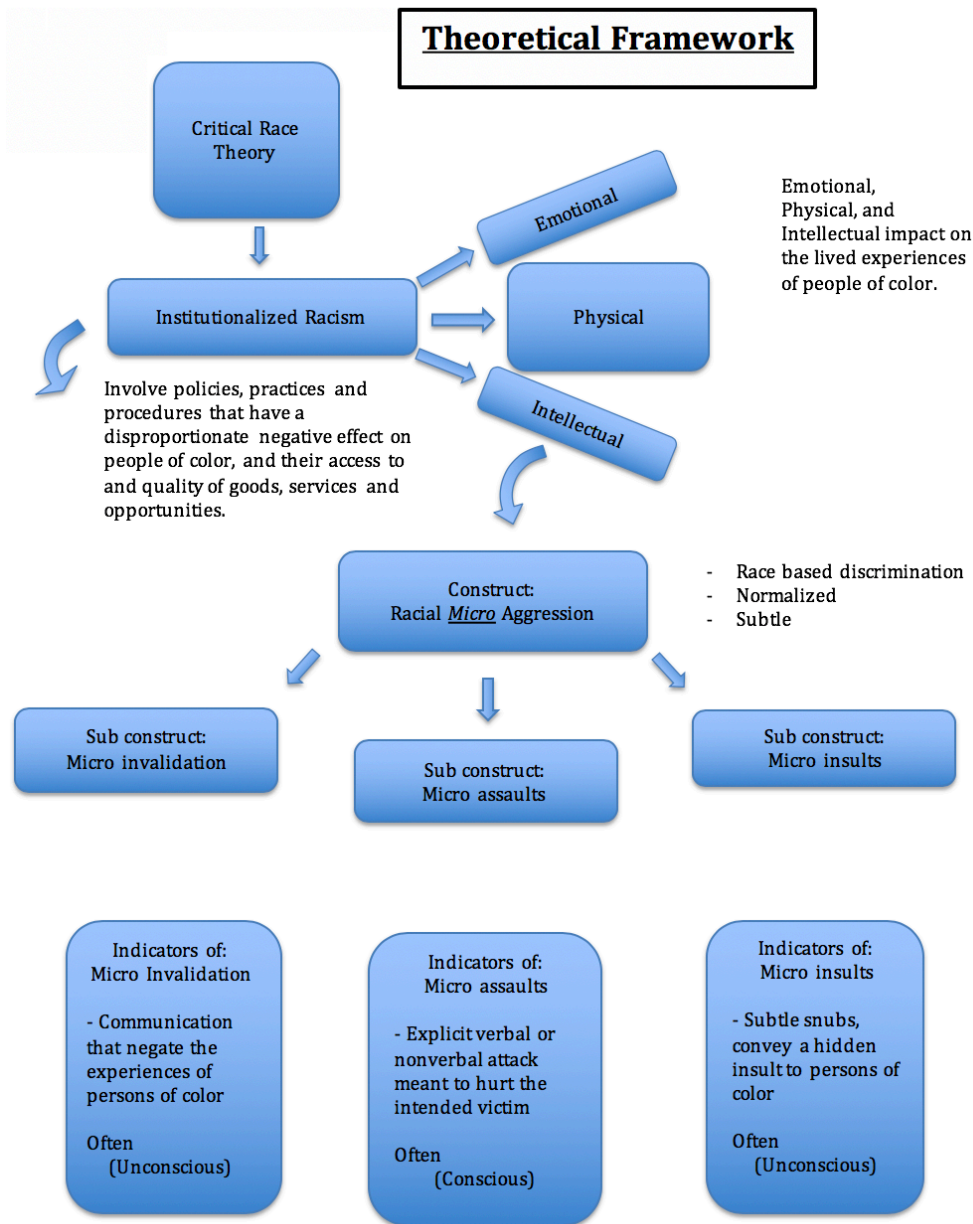 Theoretical Framework
Critical Race
Theory
Emotional
Emotional,
Physical, and
Intellectual impact on
the lived experiences
of people of color.
Institutionalized Racism
Physical
Intellectual
Involve policies, practices and
procedures that have a
disproportionate negative effect on
people of color, and their access to
and quality of goods, services and
opportunities.
Construct:
Racial Micro Aggression
- Race based discrimination
- Normalized
- Subtle
Sub construct:
Micro invalidation
Sub construct:
Micro assaults
Sub construct:
Micro insults
Indicators of:
Micro Invalidation
- Communication
that negate the
experiences of
persons of color
Often
(Unconscious)
Indicators of:
Micro assaults
- Explicit verbal or
nonverbal attack
meant to hurt the
intended victim
Often
(Conscious)
Indicators of:
Micro insults
- Subtle snubs,
convey a hidden
insult to persons of
color
Often
(Unconscious)